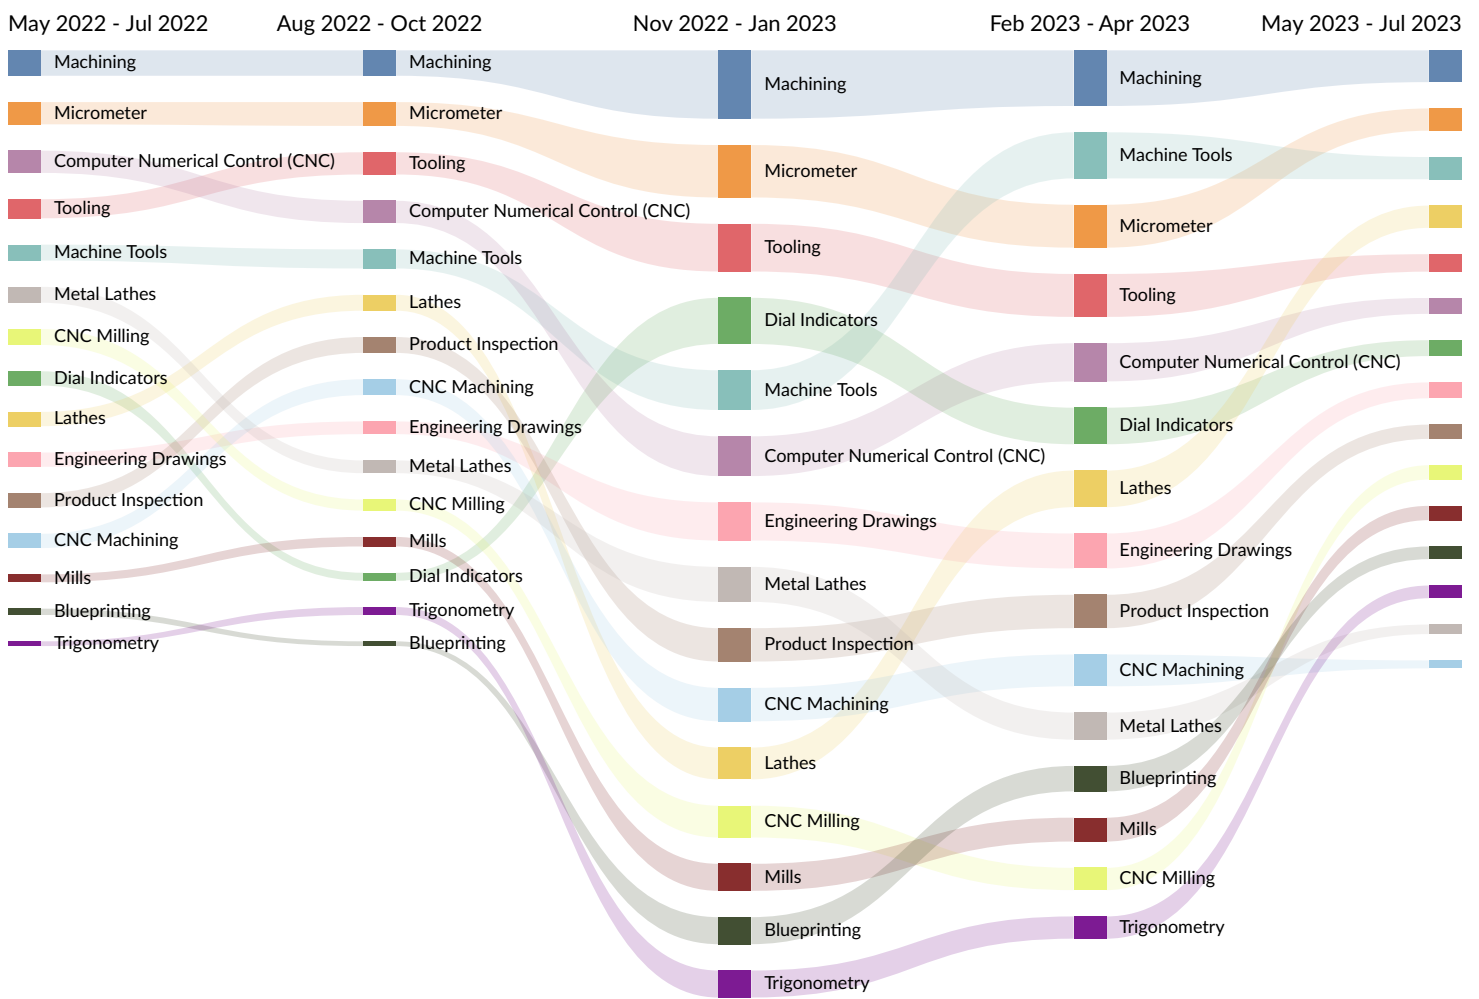 May 2022 - Jul 2022
Aug 2022 - Oct 2022
Nov 2022 - Jan 2023
Feb 2023 - Apr 2023
May 2023 - Jul 2023
Machining
Micrometer
Computer Numerical Control (CNC)
Tooling
Machine Tools
Metal Lathes
CNC Milling
Dial Indicators
Lathes
Engineering Drawings
Product Inspection
CNC Machining
Mills
Blueprinting
Trigonometry
Machining
Micrometer
Tooling
Computer Numerical Control (CNC)
Machine Tools
Lathes
Product Inspection
CNC Machining
Engineering Drawings
Metal Lathes
CNC Milling
Mills
Dial Indicators
Trigonometry
Blueprinting
Machining
Micrometer
Tooling
Dial Indicators
Machine Tools
Computer Numerical Control (CNC)
Engineering Drawings
Metal Lathes
Product Inspection
CNC Machining
Lathes
CNC Milling
Mills
Blueprinting
Trigonometry
Machining
Machine Tools
Micrometer
Tooling
Computer Numerical Control (CNC)
Dial Indicators
Lathes
Engineering Drawings
Product Inspection
CNC Machining
Metal Lathes
Blueprinting
Mills
CNC Milling
Trigonometry